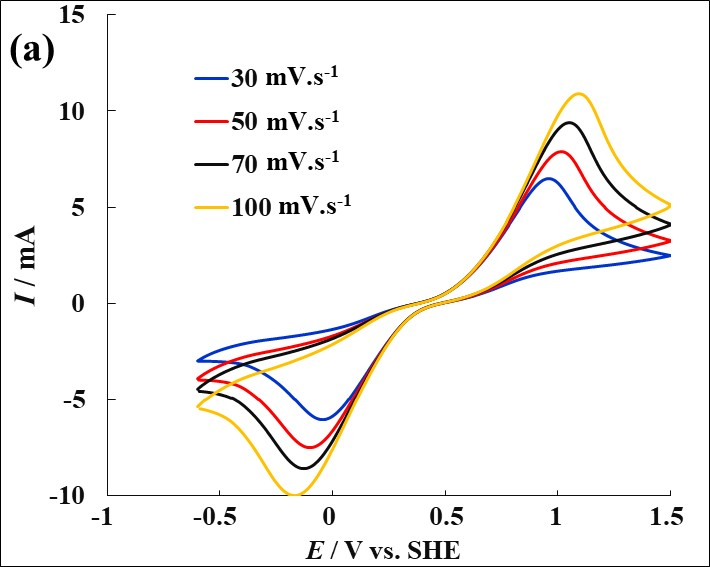 (a)
30 mV.s⁻¹
50 mV.s⁻¹
70 mV.s⁻¹
100 mV.s⁻¹
15
10
5
0
-5
-10
I / mA
-1 -0.5 0 0.5 1 1.5
E / V vs. SHE